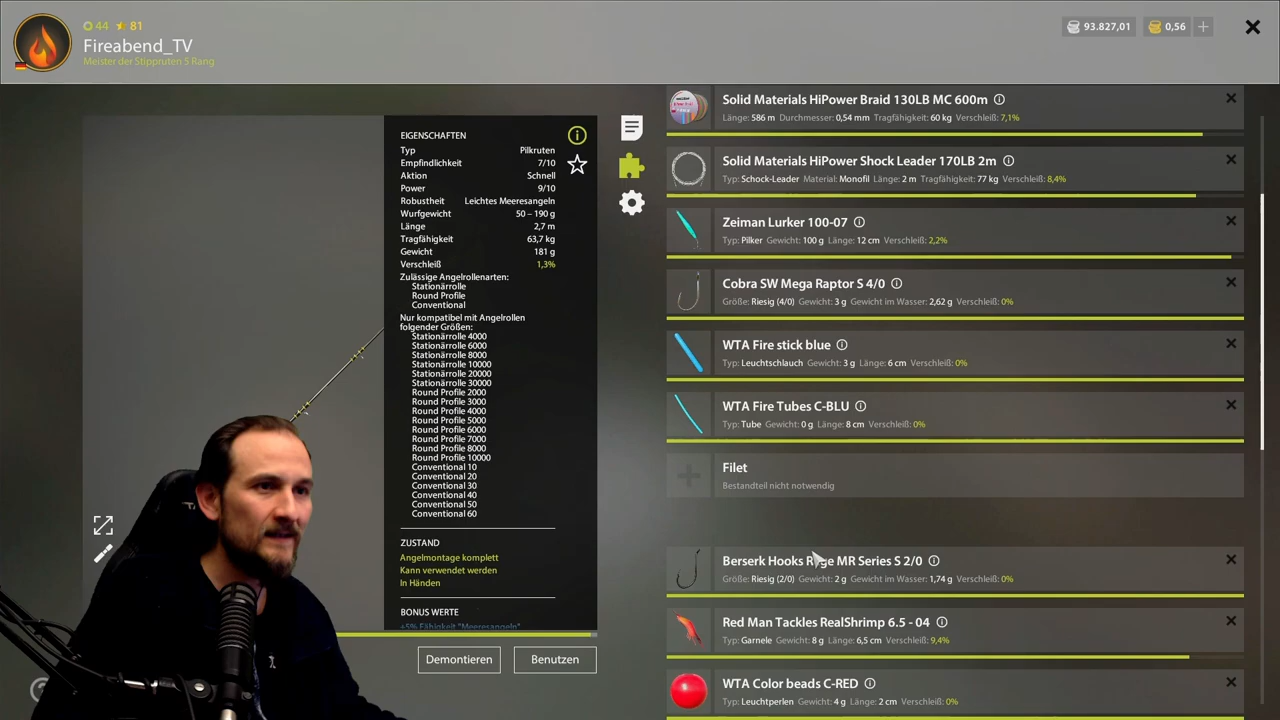 44 81
Fireabend_TV
Meister der Stippruten 5 Rang
93.827,01 0,56
EIGENSCHAFTEN
Typ Pilkruten
Empfindlichkeit 7/10
Aktion Schnell
Power 9/10
Robustheit Leichtes Meeresangeln
Wurfgewicht 50 – 190 g
Länge 2,7 m
Tragfähigkeit 63,7 kg
Gewicht 181 g
Verschleiß 1,3%
Zulässige Angelrollenarten:
Stationärrolle
Round Profile
Conventional
Nur kompatibel mit Angelrollen
folgender Größen:
Stationärrolle 4000
Stationärrolle 6000
Stationärrolle 8000
Stationärrolle 10000
Stationärrolle 20000
Stationärrolle 30000
Round Profile 2000
Round Profile 3000
Round Profile 4000
Round Profile 5000
Round Profile 6000
Round Profile 7000
Round Profile 8000
Round Profile 10000
Conventional 10
Conventional 20
Conventional 30
Conventional 40
Conventional 50
Conventional 60
ZUSTAND
Angelmontage komplett
Kann verwendet werden
In Händen
BONUS WERTE
+5% Fähigkeit "Meeresangeln"
Demontieren Benutzen
Solid Materials HiPower Braid 130LB MC 600m
Länge: 586 m Durchmesser: 0,54 mm Tragfähigkeit: 60 kg Verschleiß: 7,1%
Solid Materials HiPower Shock Leader 170LB 2m
Typ: Schock-Leader Material: Monofil Länge: 2 m Tragfähigkeit: 77 kg Verschleiß: 8,4%
Zeiman Lurker 100-07
Typ: Pilker Gewicht: 100 g Länge: 12 cm Verschleiß: 2,2%
Cobra SW Mega Raptor S 4/0
Größe: Riesig (4/0) Gewicht: 3 g Gewicht im Wasser: 2,62 g Verschleiß: 0%
WTA Fire stick blue
Typ: Leuchtschlauch Gewicht: 3 g Länge: 6 cm Verschleiß: 0%
WTA Fire Tubes C-BLU
Typ: Tube Gewicht: 0 g Länge: 8 cm Verschleiß: 0%
Filet
Bestandteil nicht notwendig
Berserk Hooks MR Series S 2/0
Größe: Riesig (2/0) Gewicht: 2 g Gewicht im Wasser: 1,74 g Verschleiß: 0%
Red Man Tackles RealShrimp 6.5 - 04
Typ: Garnele Gewicht: 8 g Länge: 6,5 cm Verschleiß: 9,4%
WTA Color beads C-RED
Typ: Leuchtperlen Gewicht: 4 g Länge: 2 cm Verschleiß: 0%